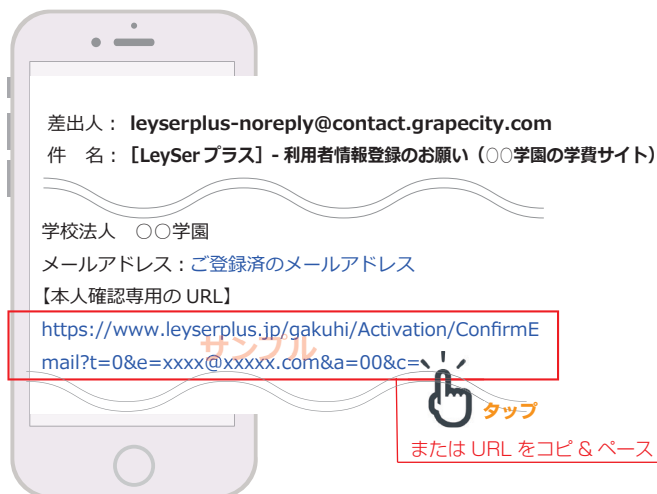 差出人： leyserplus-noreply@contact.grapecity.com
件　名：［LeySer プラス］- 利用者情報登録のお願い（○○学園の学費サイト）
学校法人　○○学園
メールアドレス：ご登録済のメールアドレス
【本人確認専用の URL】
https://www.leyserplus.jp/gakuhi/Activation/ConfirmE
mail?t=0&e=xxxx@xxxxx.com&a=00&c=
サンプル
タップ
または URL をコピ & ペース